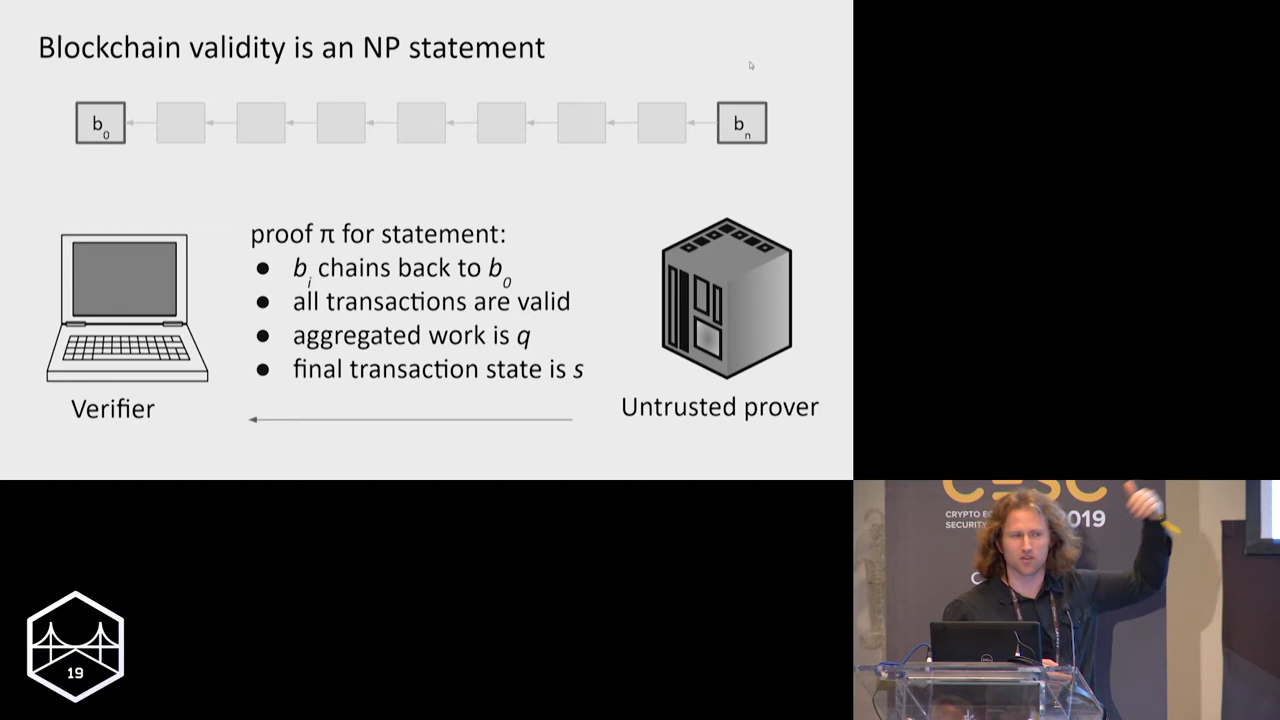 Blockchain validity is an NP statement
b0
bn
proof π for statement:
● bi chains back to b0
● all transactions are valid
● aggregated work is q
● final transaction state is s
Verifier
Untrusted prover
CESC
CRYPTO EC
SECURITY
2019
19